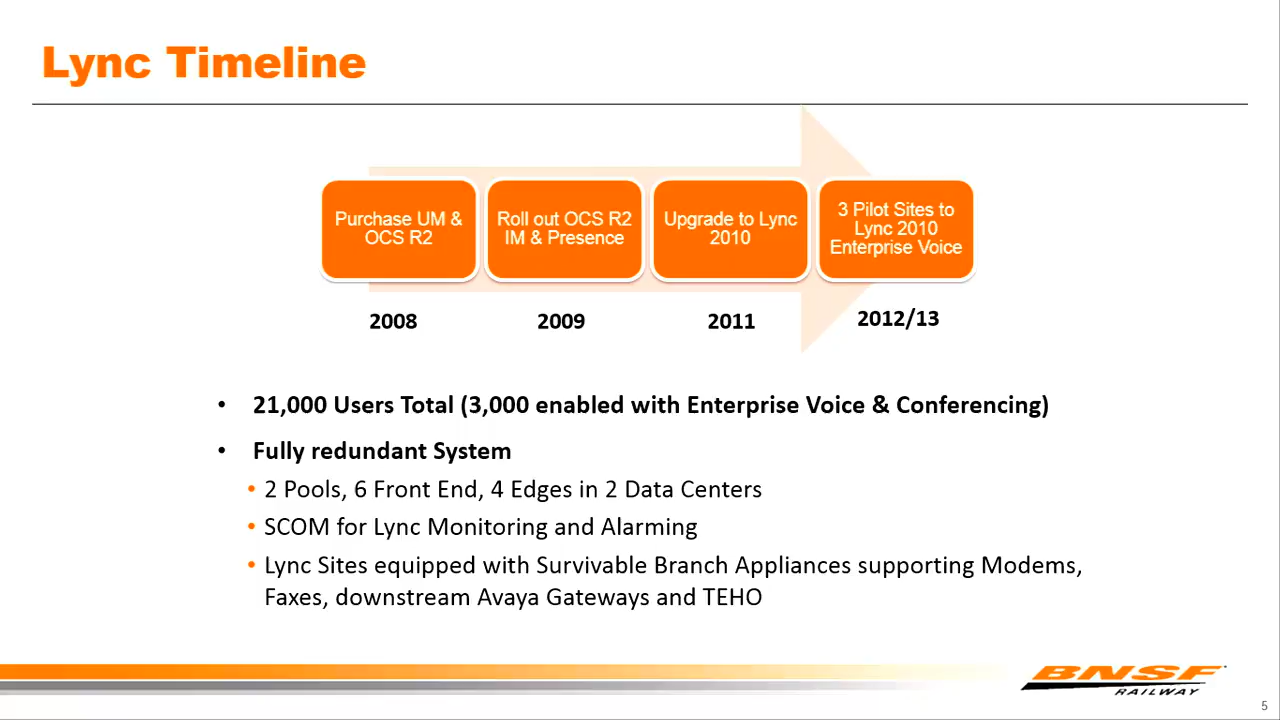 Lync Timeline
Purchase UM &
OCS R2
Roll out OCS R2
IM & Presence
Upgrade to Lync
2010
3 Pilot Sites to
Lync 2010
Enterprise Voice
2008
2009
2011
2012/13
• 21,000 Users Total (3,000 enabled with Enterprise Voice & Conferencing)
• Fully redundant System
• 2 Pools, 6 Front End, 4 Edges in 2 Data Centers
• SCOM for Lync Monitoring and Alarming
• Lync Sites equipped with Survivable Branch Appliances supporting Modems,
Faxes, downstream Avaya Gateways and TEHO
BNSF
RAILWAY
5